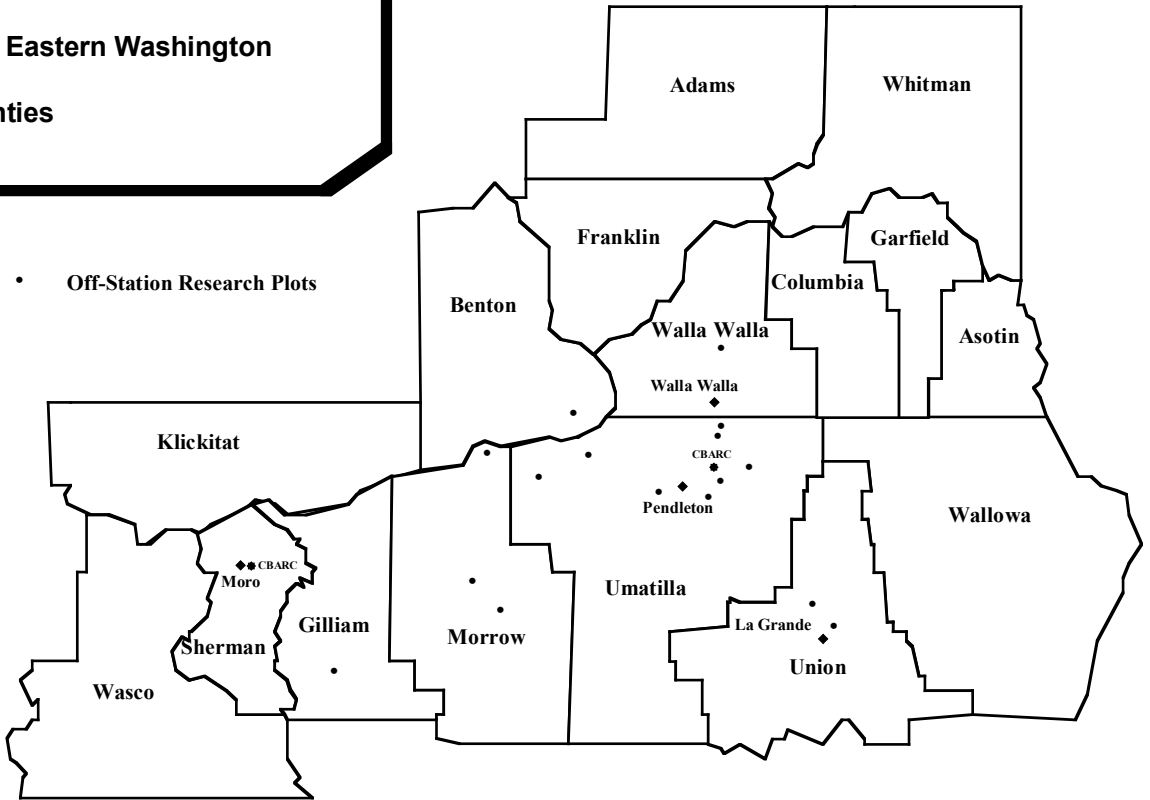 Eastern Washington
Adams
Whitman
Franklin
Garfield
• Off-Station Research Plots
Columbia
Benton
Walla Walla
Asotin
Walla Walla
Klickitat
CBARC
Pendleton
Wallowa
CBARC
Moro
Umatilla
Gilliam
La Grande
Morrow
Sherman
Union
Wasco